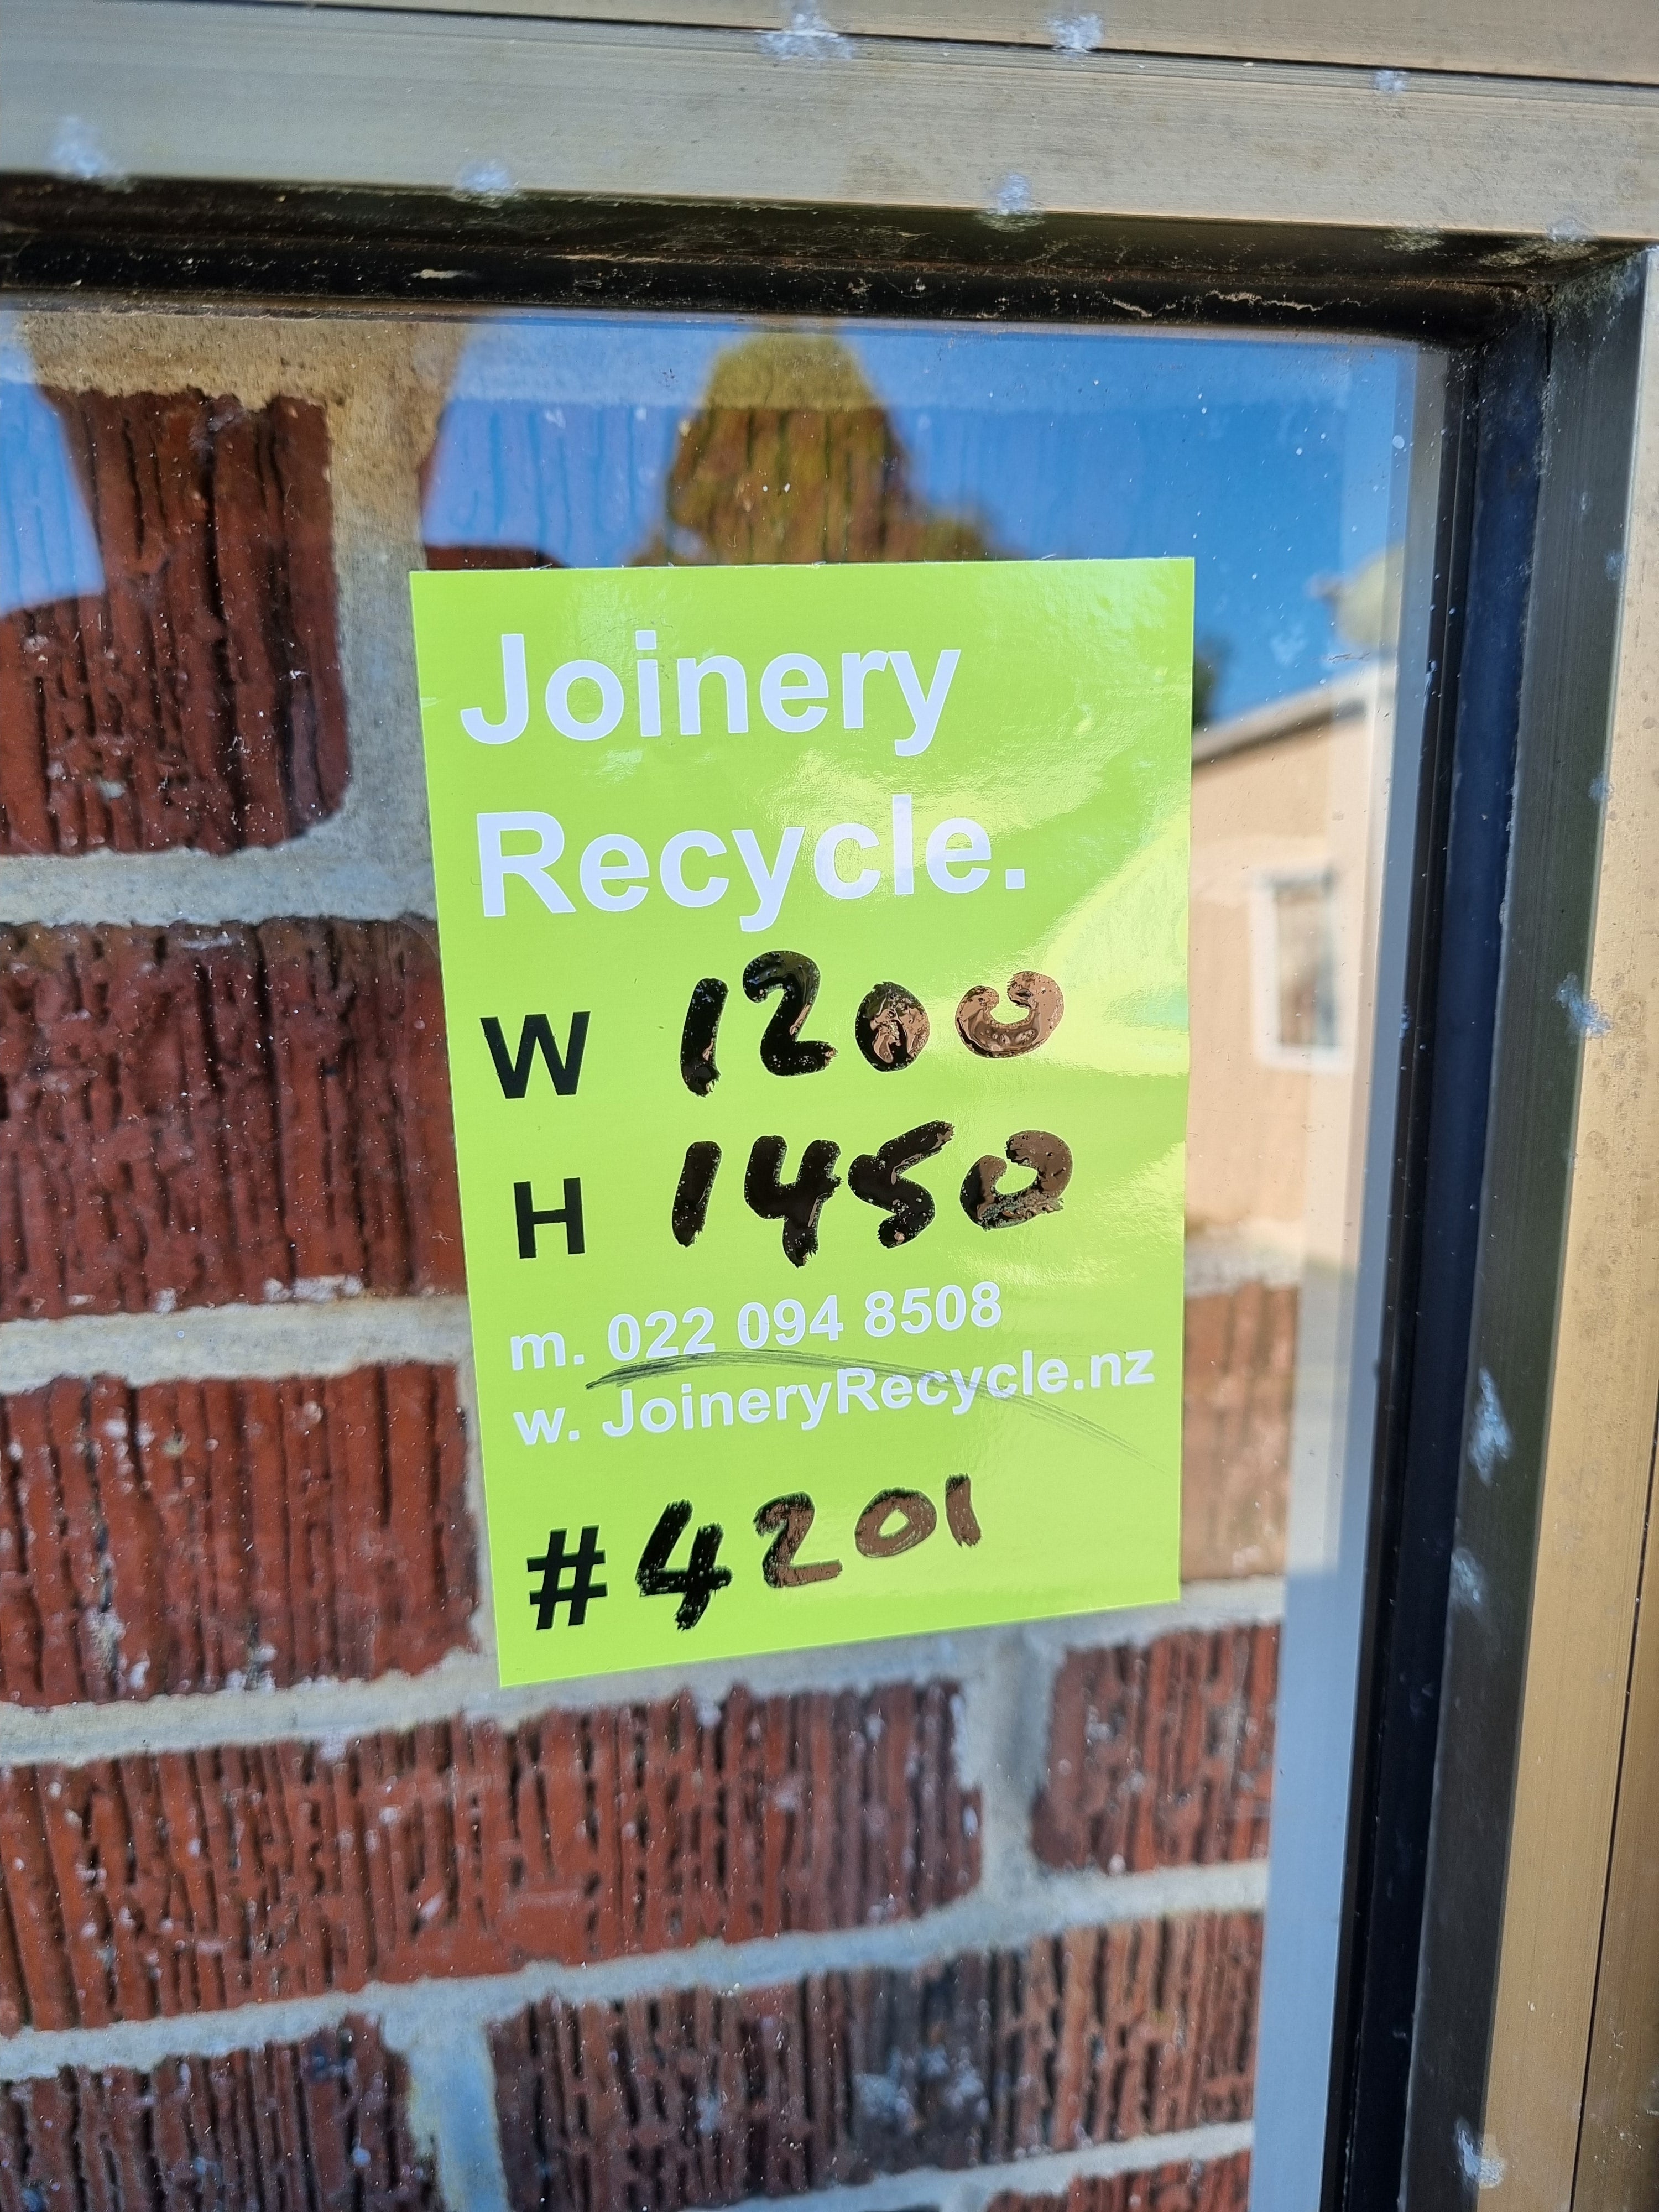 Joinery
Recycle.
W 1200
H 1450
m. 022 094 8508
w. JoineryRecycle.nz
#4201